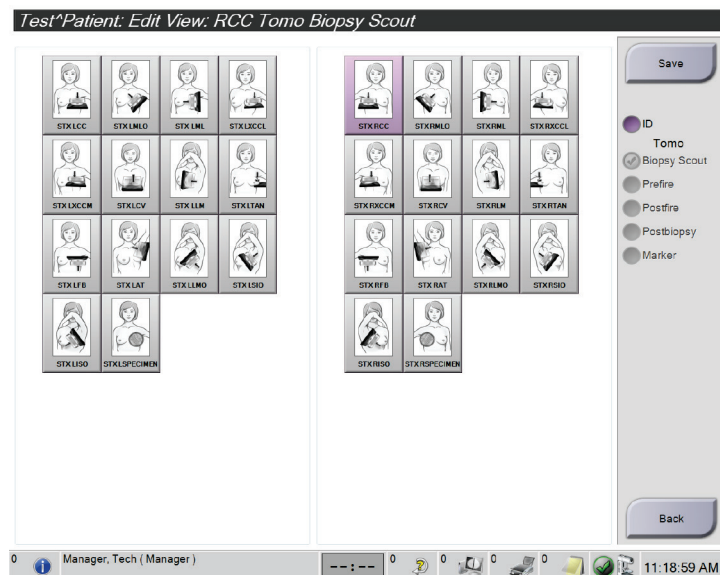 Test^Patient: Edit View: RCC Tomo Biopsy Scout
STX LCC STX LMLO STX LML STX LXCCL
STX LXCCM STX LCV STX LLM STX LTAN
STX LFB STX LAT STX LLMO STX LSIO
STX LISO STX LSPECIMEN
STX RCC STX RMLO STX RML STX RXCCL
STX RXCCM STX RCV STX RLM STX RTAN
STX RFB STX RAT STX RLMO STX RSIO
STX RISO STX RSPECIMEN
Save
ID
Tomo
Biopsy Scout
Prefire
Postfire
Postbiopsy
Marker
Back
0 Manager, Tech ( Manager ) --:-- 0 0 0 0 11:18:59 AM